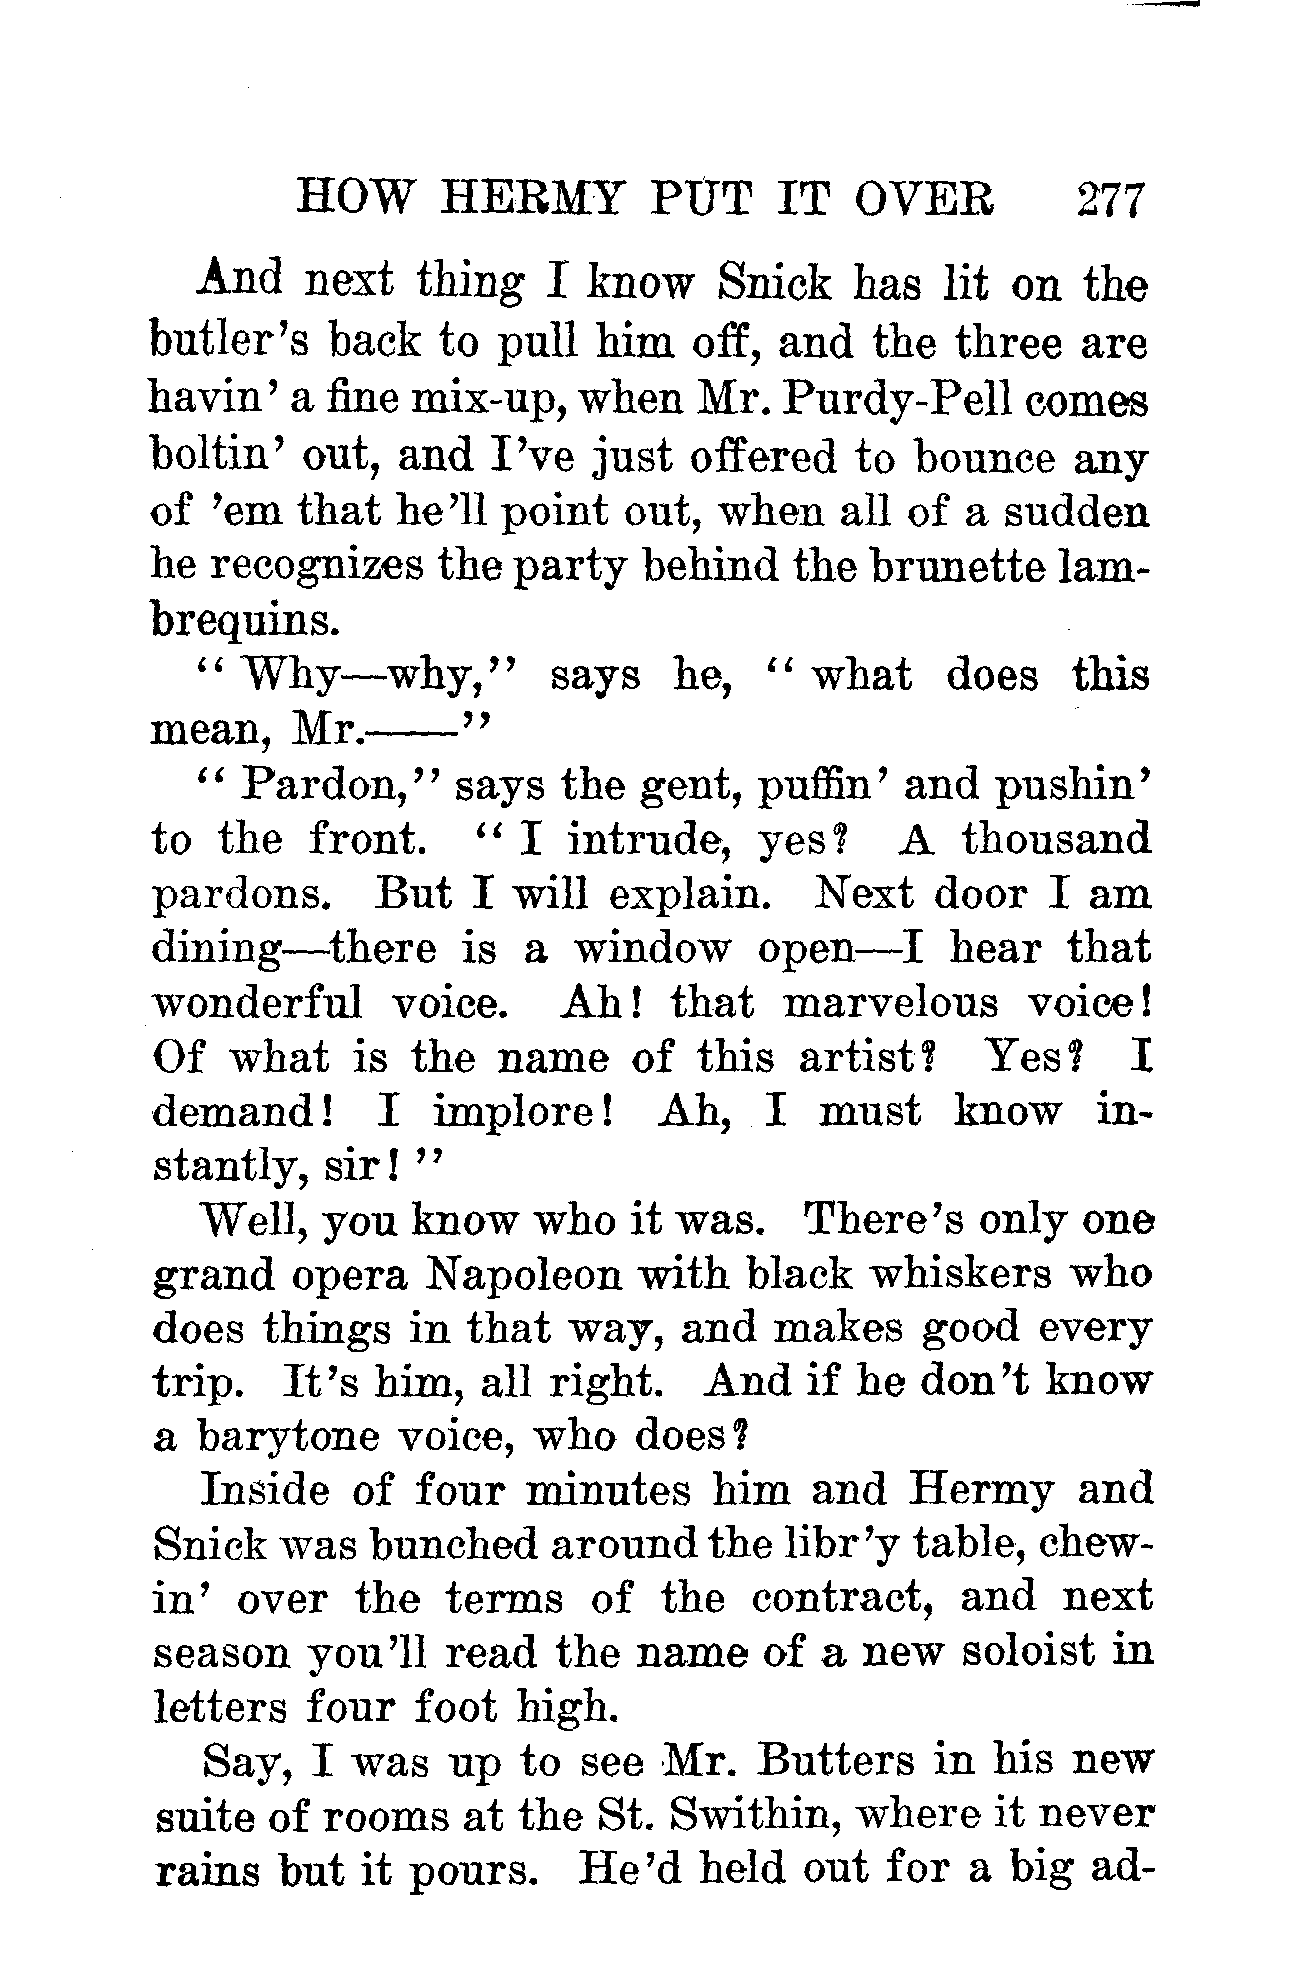 HOW HERMY PUT IT OVER 277
And next thing I know Snick has lit on the
butler's back to pull him off, and the three are
havin' a fine mix-up, when Mr. Purdy-Pell comes
boltin' out, and I've just offered to bounce any
of 'em that he'll point out, when all of a sudden
he recognizes the party behind the brunette lam-
brequins.
" Why—why," says he, " what does this
mean, Mr.——"
" Pardon," says the gent, puffin' and pushin'
to the front. " I intrude, yes? A thousand
pardons. But I will explain. Next door I am
dining—there is a window open—I hear that
wonderful voice. Ah! that marvelous voice!
Of what is the name of this artist? Yes? I
demand! I implore! Ah, I must know in-
stantly, sir! "
Well, you know who it was. There's only one
grand opera Napoleon with black whiskers who
does things in that way, and makes good every
trip. It's him, all right. And if he don't know
a barytone voice, who does?
Inside of four minutes him and Hermy and
Snick was bunched around the libr'y table, chew-
in' over the terms of the contract, and next
season you'll read the name of a new soloist in
letters four foot high.
Say, I was up to see Mr. Butters in his new
suite of rooms at the St. Swithin, where it never
rains but it pours. He'd held out for a big ad-